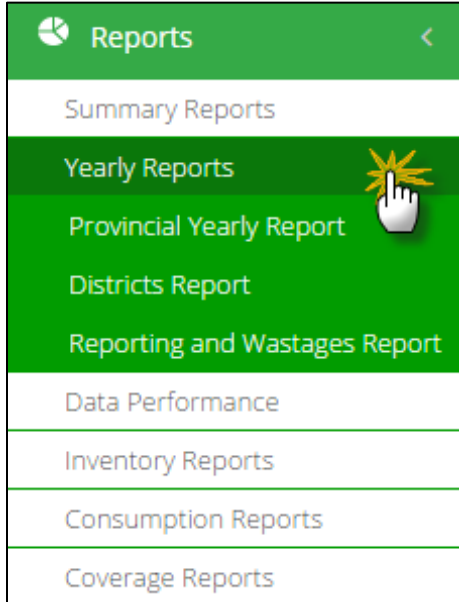 Reports
Summary Reports
Yearly Reports
Provincial Yearly Report
Districts Report
Reporting and Wastages Report
Data Performance
Inventory Reports
Consumption Reports
Coverage Reports